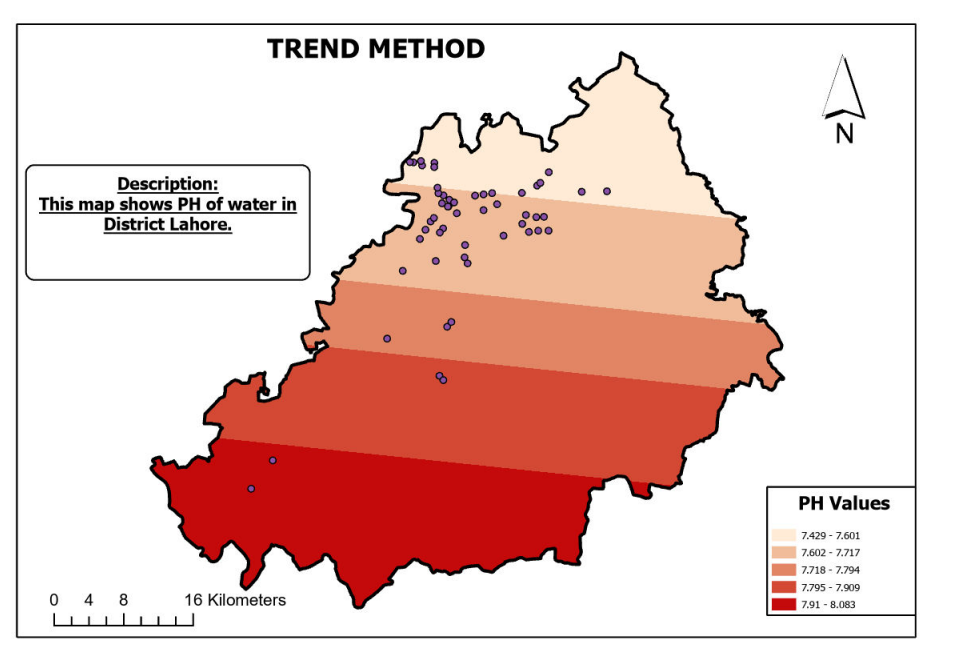 TREND METHOD
N
Description:
This map shows PH of water in
District Lahore.
PH Values
7.429 - 7.601
7.602 - 7.717
7.718 - 7.794
7.795 - 7.909
7.91 - 8.083
0 4 8 16 Kilometers